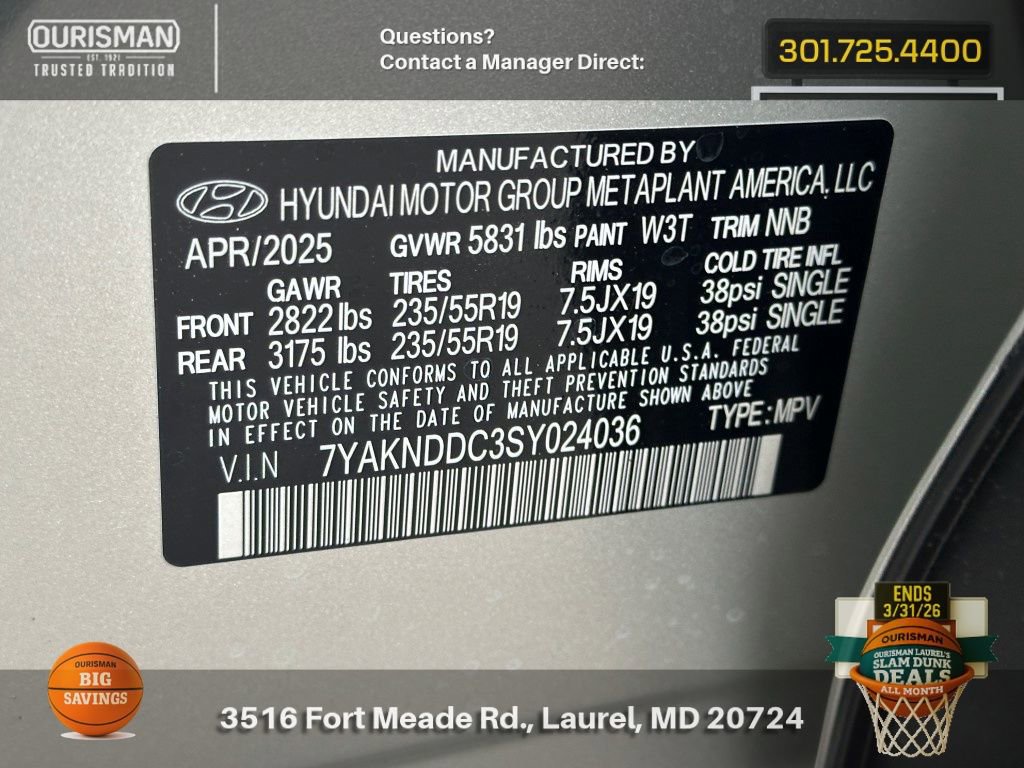 OURISMAN
EST. 1921
TRUSTED TRADITION
Questions?
Contact a Manager Direct:
301.725.4400
MANUFACTURED BY
HYUNDAI MOTOR GROUP METAPLANT AMERICA, LLC
APR/2025 GVWR 5831 lbs PAINT W3T TRIM NNB
GAWR TIRES RIMS COLD TIRE INFL
FRONT 2822 lbs 235/55R19 7.5JX19 38psi SINGLE
REAR 3175 lbs 235/55R19 7.5JX19 38psi SINGLE
THIS VEHICLE CONFORMS TO ALL APPLICABLE U.S.A. FEDERAL
MOTOR VEHICLE SAFETY AND THEFT PREVENTION STANDARDS
IN EFFECT ON THE DATE OF MANUFACTURE SHOWN ABOVE
V.I.N 7YAKNDDC3SY024036 TYPE:MPV
ENDS
3/31/26
OURISMAN
OURISMAN LAUREL'S
SLAM DUNK
DEALS
ALL MONTH
OURISMAN
BIG
SAVINGS
3516 Fort Meade Rd., Laurel, MD 20724